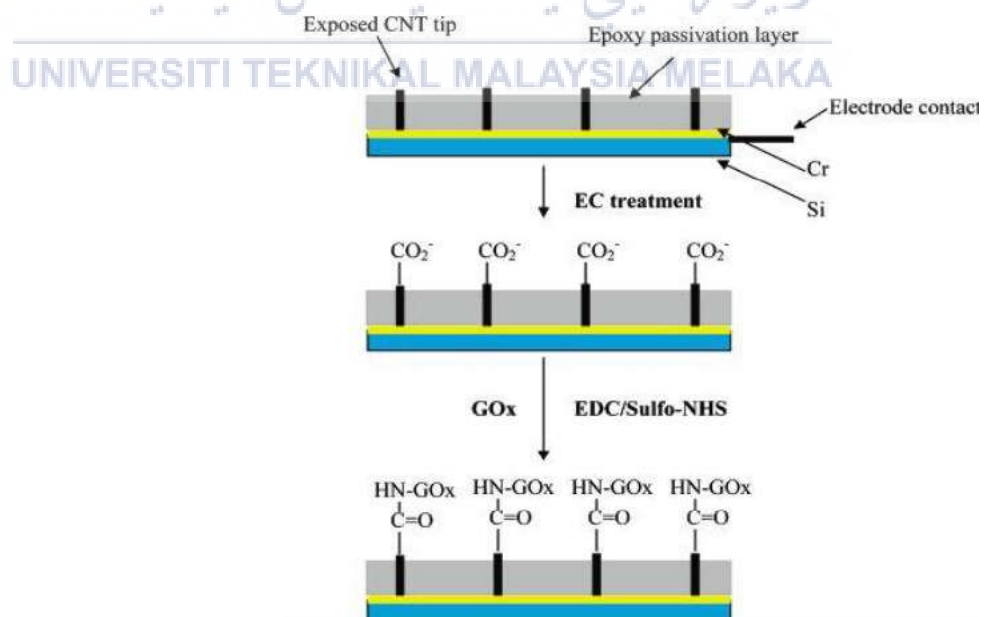 Exposed CNT tip
Epoxy passivation layer
UNIVERSITI TEKNIKAL MALAYSIA MELAKA
Electrode contact
Cr
Si
EC treatment
CO₂⁻ CO₂⁻ CO₂⁻ CO₂⁻
GOx EDC/Sulfo-NHS
HN-GOx HN-GOx HN-GOx HN-GOx
C=O C=O C=O C=O